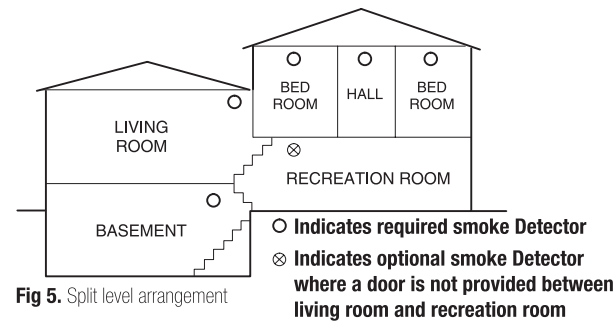 BED
ROOM
HALL
BED
ROOM
LIVING
ROOM
RECREATION ROOM
BASEMENT
Indicates required smoke Detector
Indicates optional smoke Detector
where a door is not provided between
living room and recreation room
Fig 5. Split level arrangement